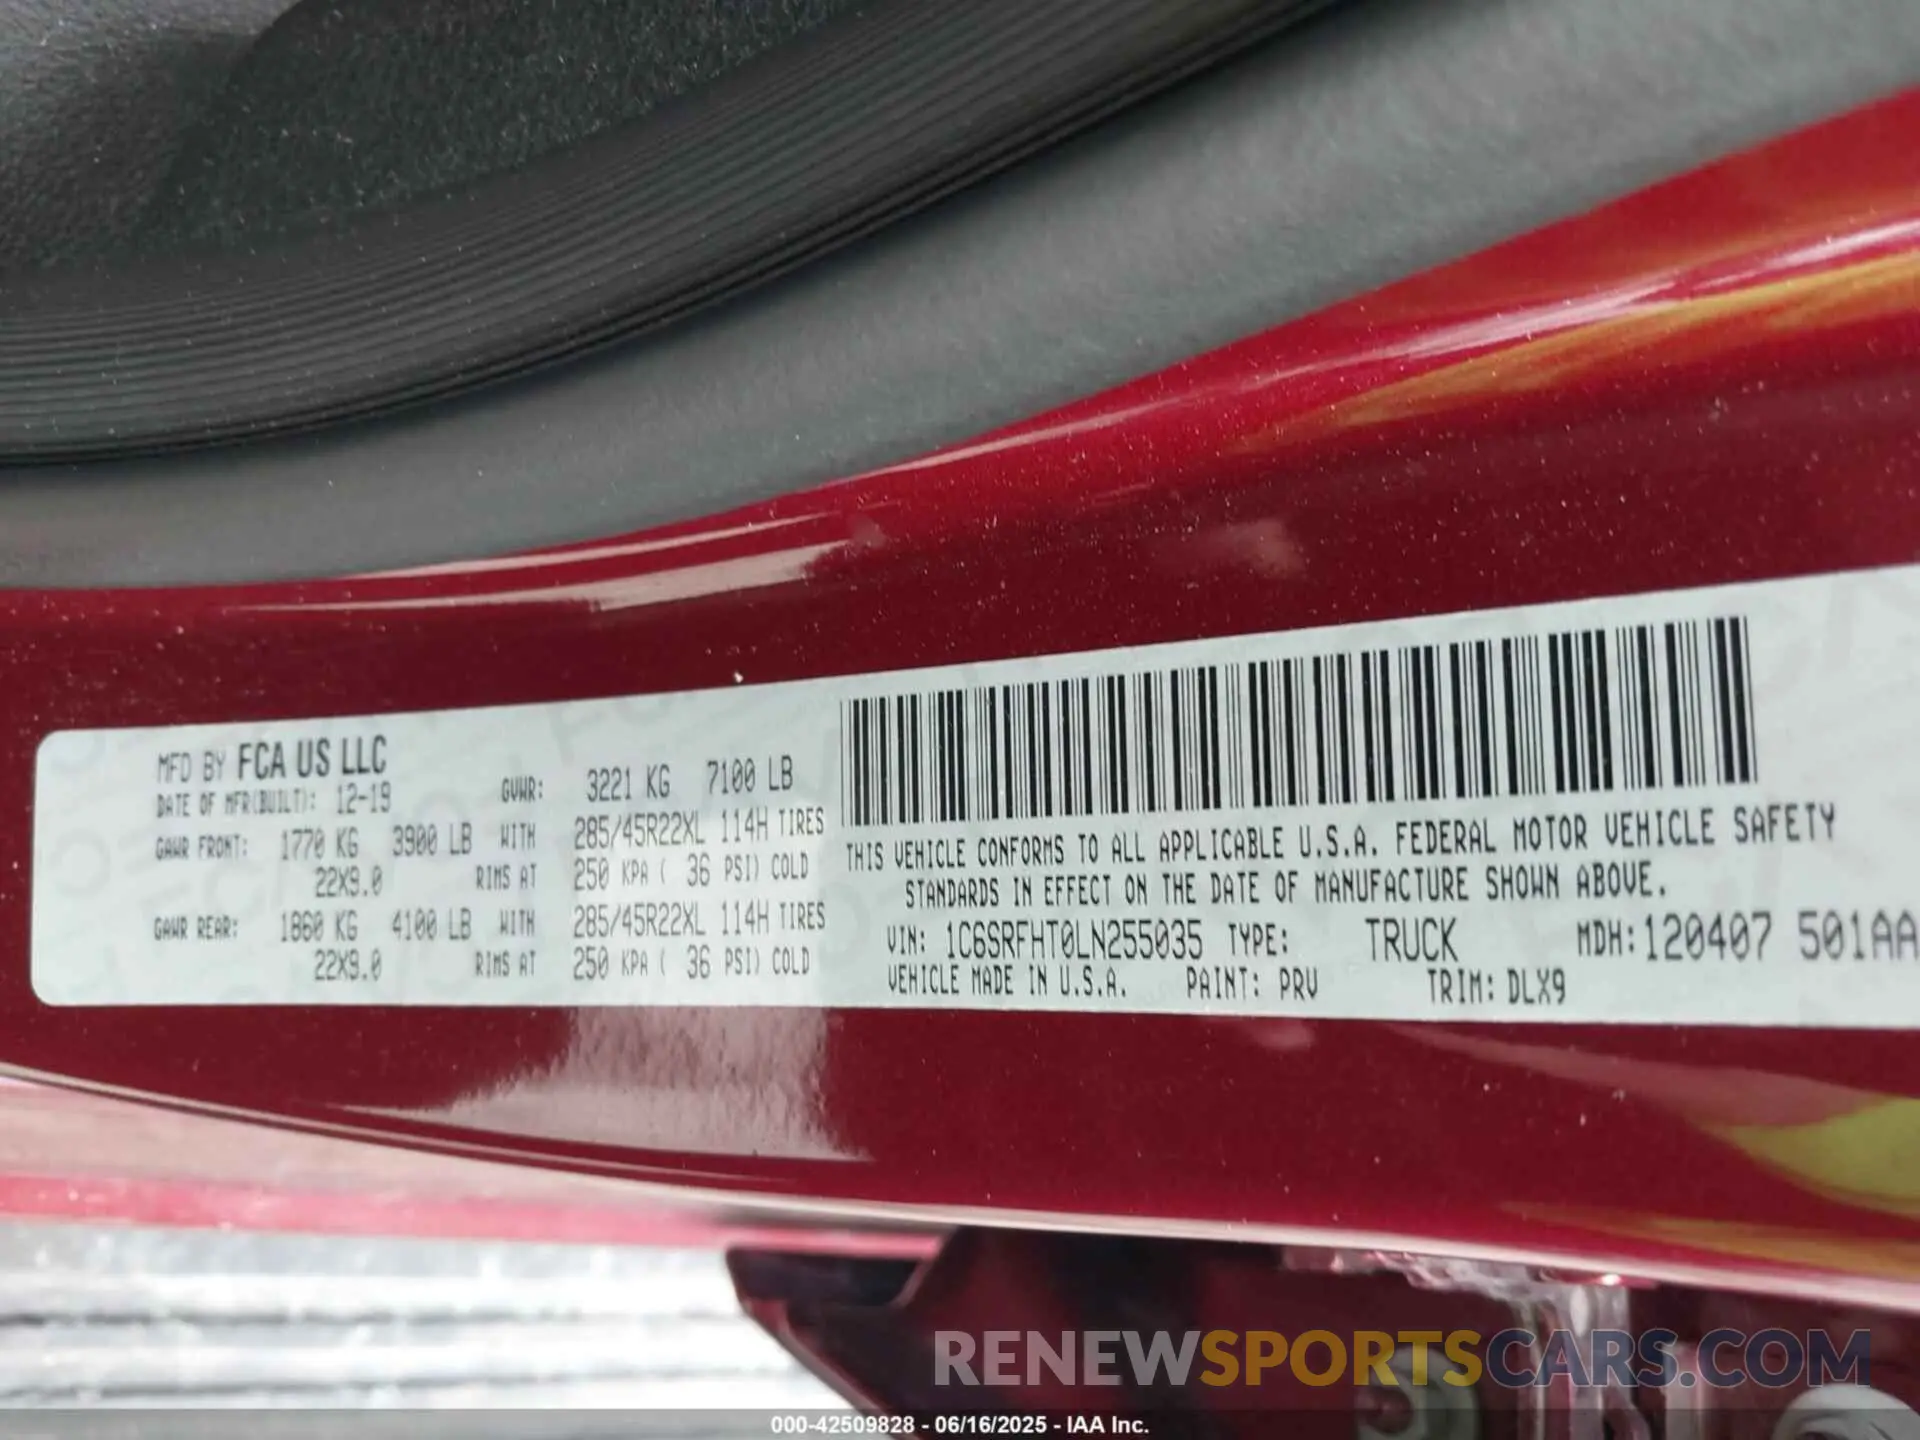 MFD BY FCA US LLC
DATE OF MFR(BUILT): 12-19 GVWR: 3221 KG 7100 LB
GAWR FRONT: 1770 KG 3900 LB WITH 285/45R22XL 114H TIRES
22X9.0 RIMS AT 250 KPA ( 36 PSI) COLD
GAWR REAR: 1860 KG 4100 LB WITH 285/45R22XL 114H TIRES
22X9.0 RIMS AT 250 KPA ( 36 PSI) COLD
THIS VEHICLE CONFORMS TO ALL APPLICABLE U.S.A. FEDERAL MOTOR VEHICLE SAFETY
STANDARDS IN EFFECT ON THE DATE OF MANUFACTURE SHOWN ABOVE.
VIN: 1C6SRFHT0LN255035 TYPE: TRUCK MDH:120407 501AA
VEHICLE MADE IN U.S.A. PAINT: PRV TRIM: DLX9
RENEWSPORTSCARS.COM
000-42509828 - 06/16/2025 - IAA Inc.